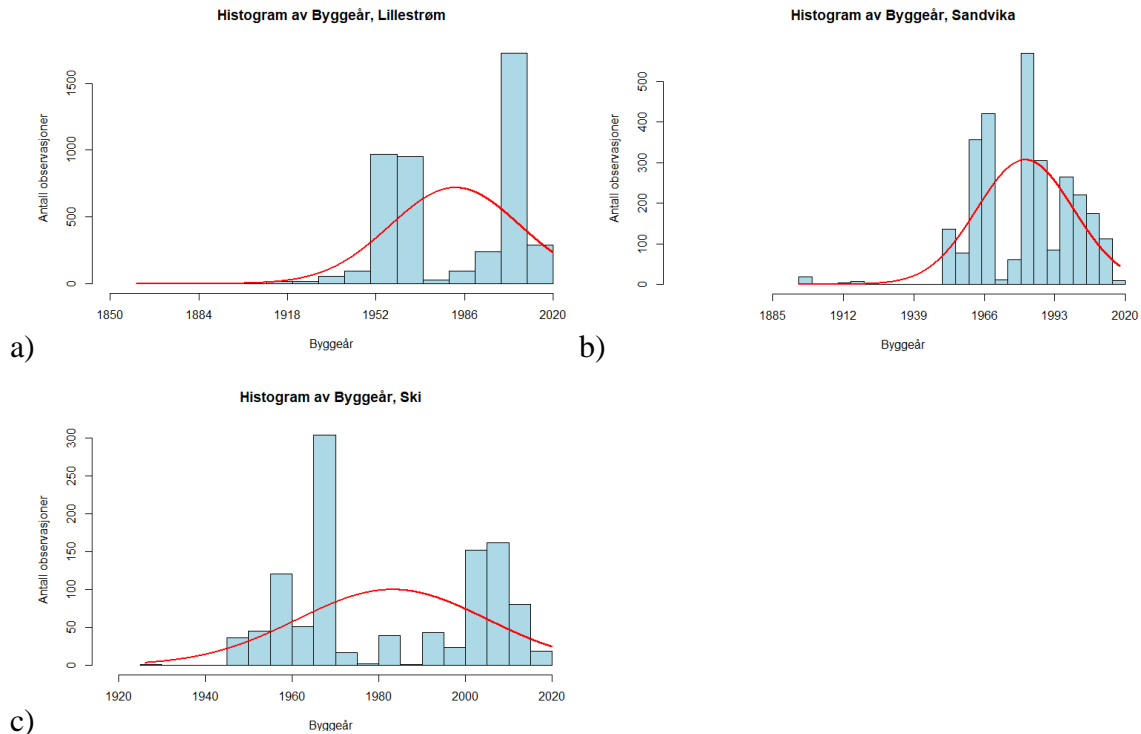 Histogram av Byggeår, Lillestrøm
Antall observasjoner
1500
1000
500
0
1850 1884 1918 1952 1986 2020
Byggeår
a)
Histogram av Byggeår, Sandvika
Antall observasjoner
500
400
300
200
100
0
1885 1912 1939 1966 1993 2020
Byggeår
b)
Histogram av Byggeår, Ski
Antall observasjoner
300
250
200
150
100
50
0
1920 1940 1960 1980 2000 2020
Byggeår
c)